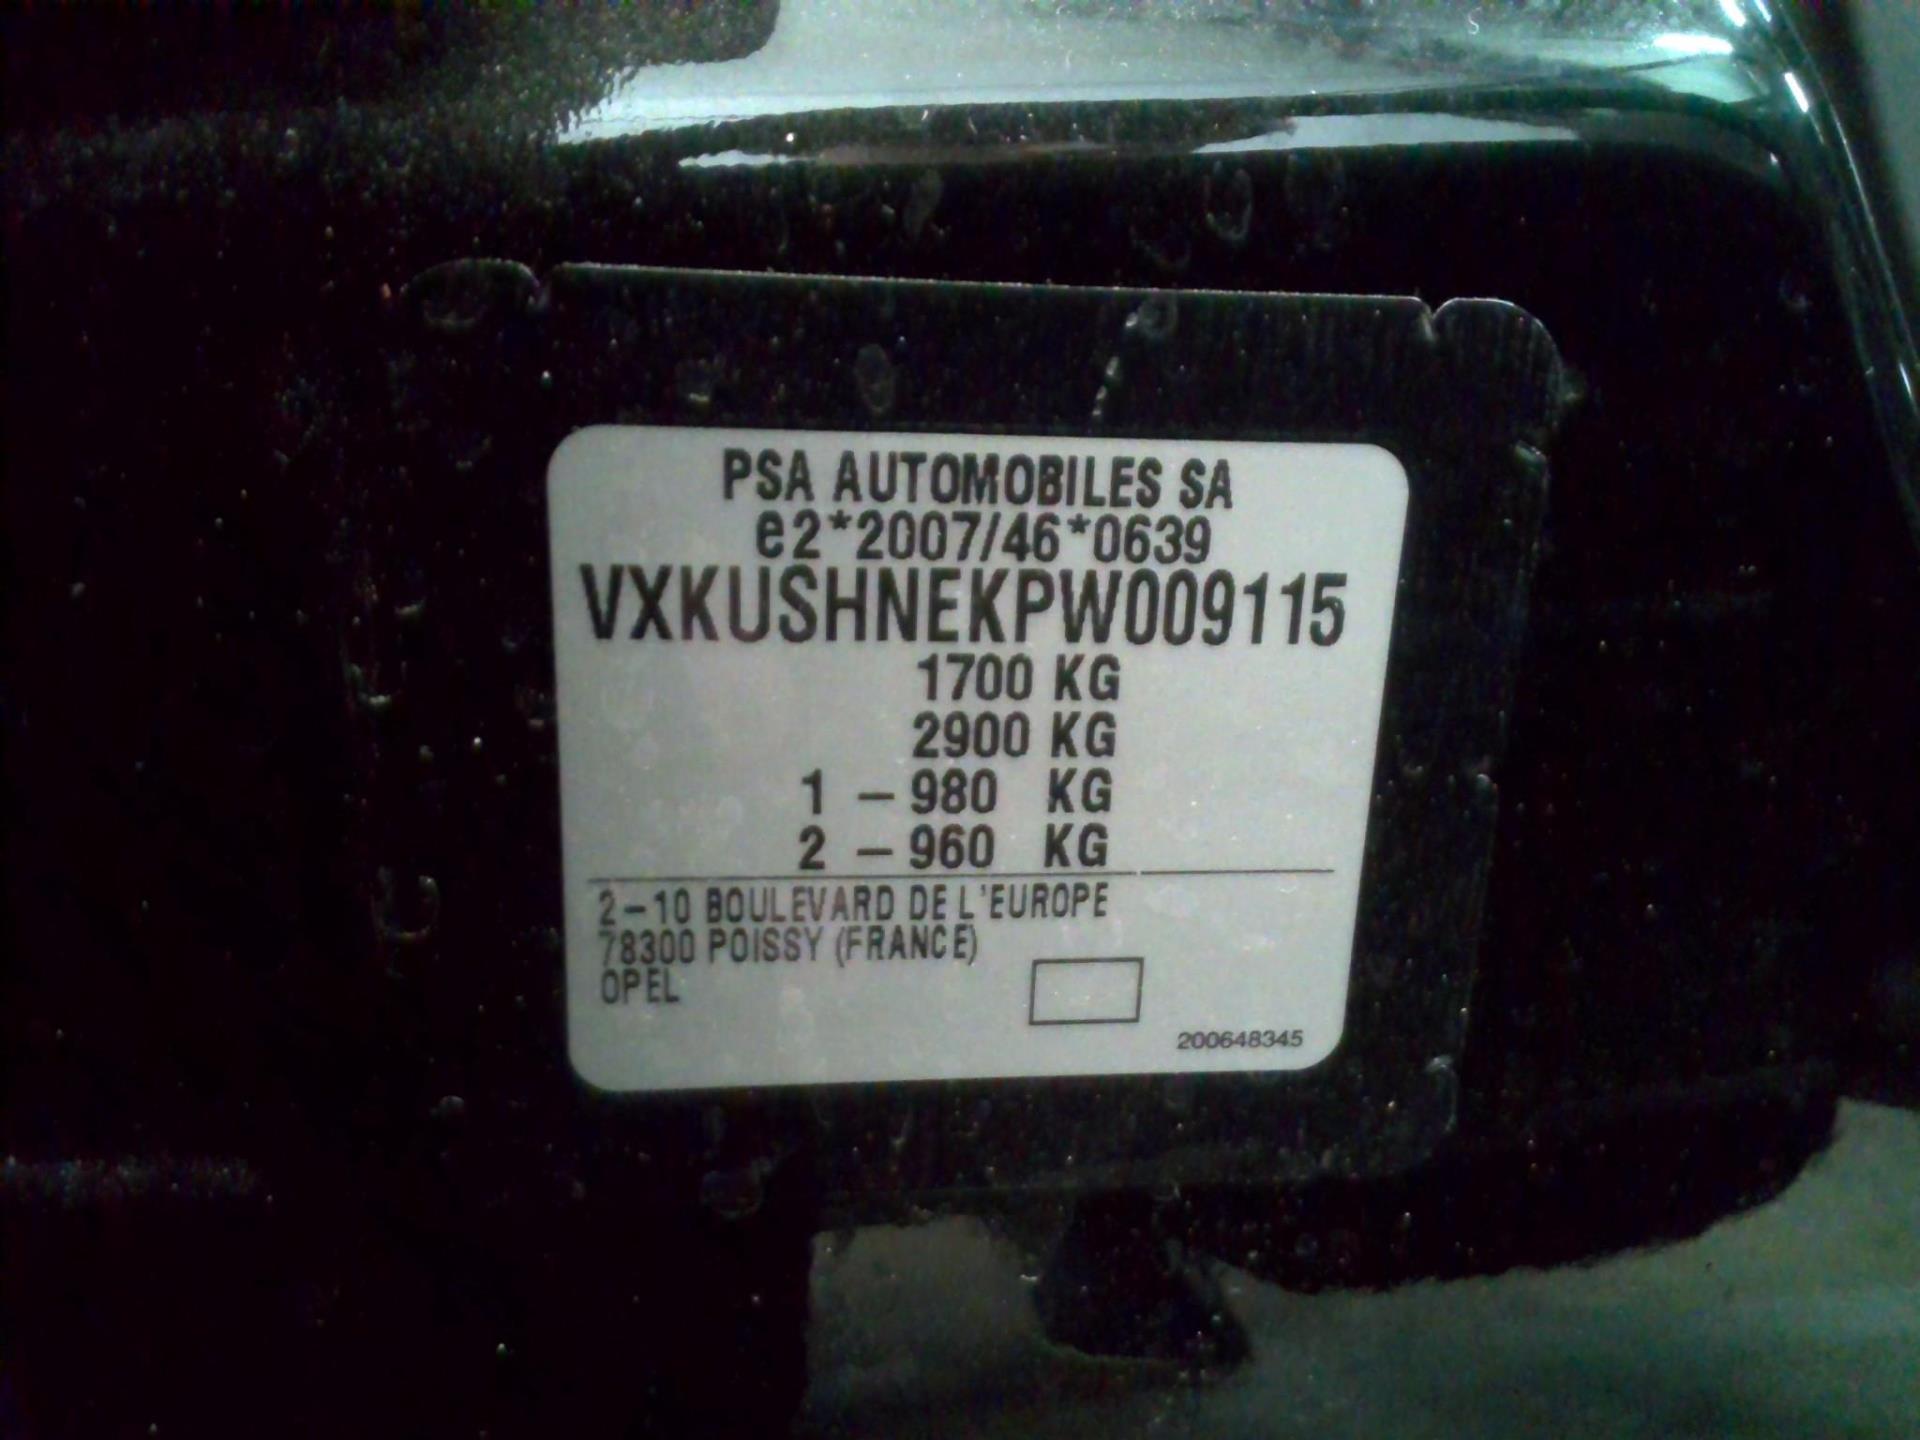 PSA AUTOMOBILES SA
e2*2007/46*0639
VXKUSHNEKPW009115
1700 KG
2900 KG
1 – 980 KG
2 – 960 KG
2–10 BOULEVARD DE L'EUROPE
78300 POISSY (FRANCE)
OPEL
200648345